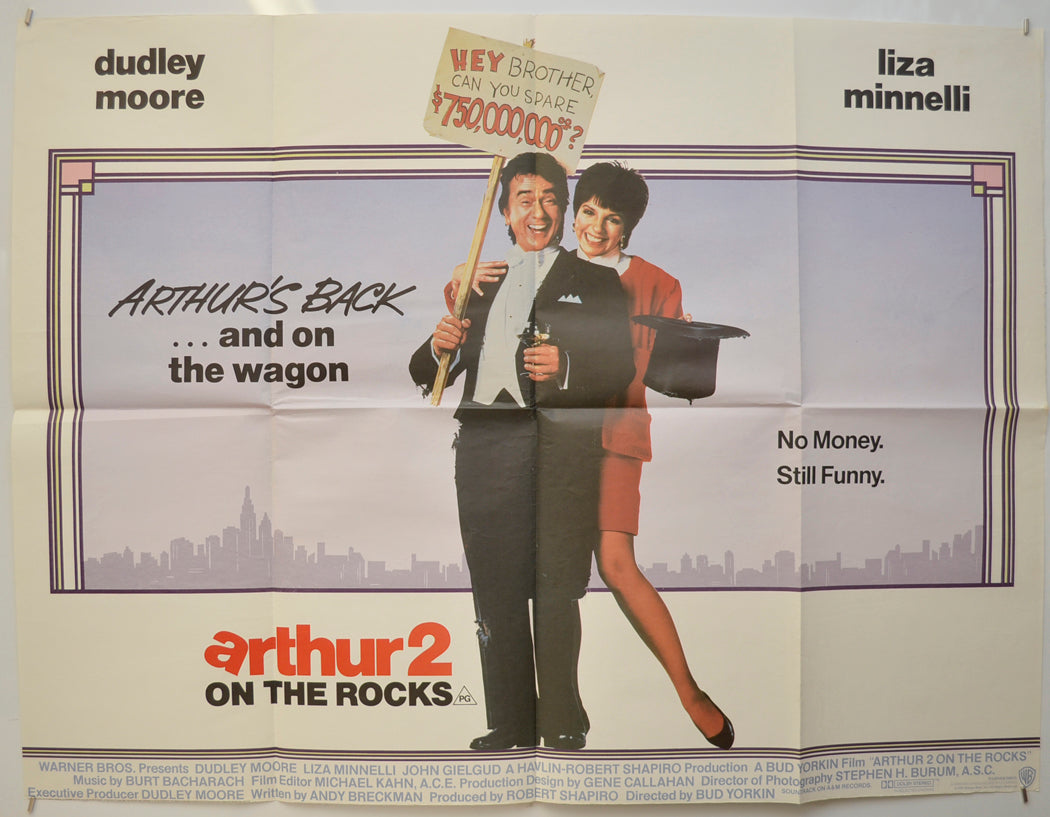 dudley
moore
liza
minnelli
HEY BROTHER,
CAN YOU SPARE
$750,000,000?
ARTHUR'S BACK
... and on
the wagon
No Money.
Still Funny.
arthur 2
ON THE ROCKS PG
WARNER BROS. Presents DUDLEY MOORE LIZA MINNELLI JOHN GIELGUD A HAVLIN-ROBERT SHAPIRO Production A BUD YORKIN Film "ARTHUR 2 ON THE ROCKS"
Music by BURT BACHARACH Film Editor MICHAEL KAHN, A.C.E. Production Design by GENE CALLAHAN Director of Photography STEPHEN H. BURUM, A.S.C.
Executive Producer DUDLEY MOORE Written by ANDY BRECKMAN Produced by ROBERT SHAPIRO Directed by BUD YORKIN SOUNDTRACK ON A&M RECORDS. DOLBY STEREO WB